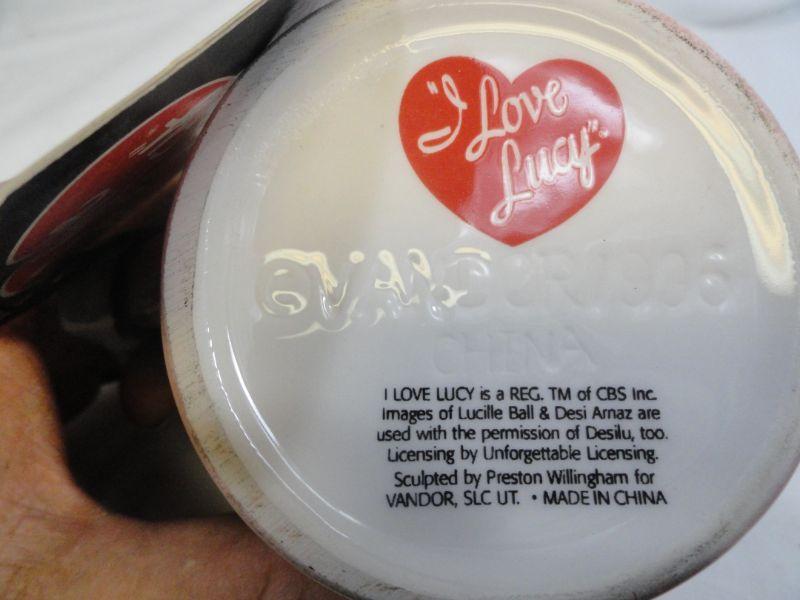 "I Love
Lucy"®
©VANDOR 1996
CHINA
I LOVE LUCY is a REG. TM of CBS Inc.
Images of Lucille Ball & Desi Arnaz are
used with the permission of Desilu, too.
Licensing by Unforgettable Licensing.
Sculpted by Preston Willingham for
VANDOR, SLC UT. • MADE IN CHINA